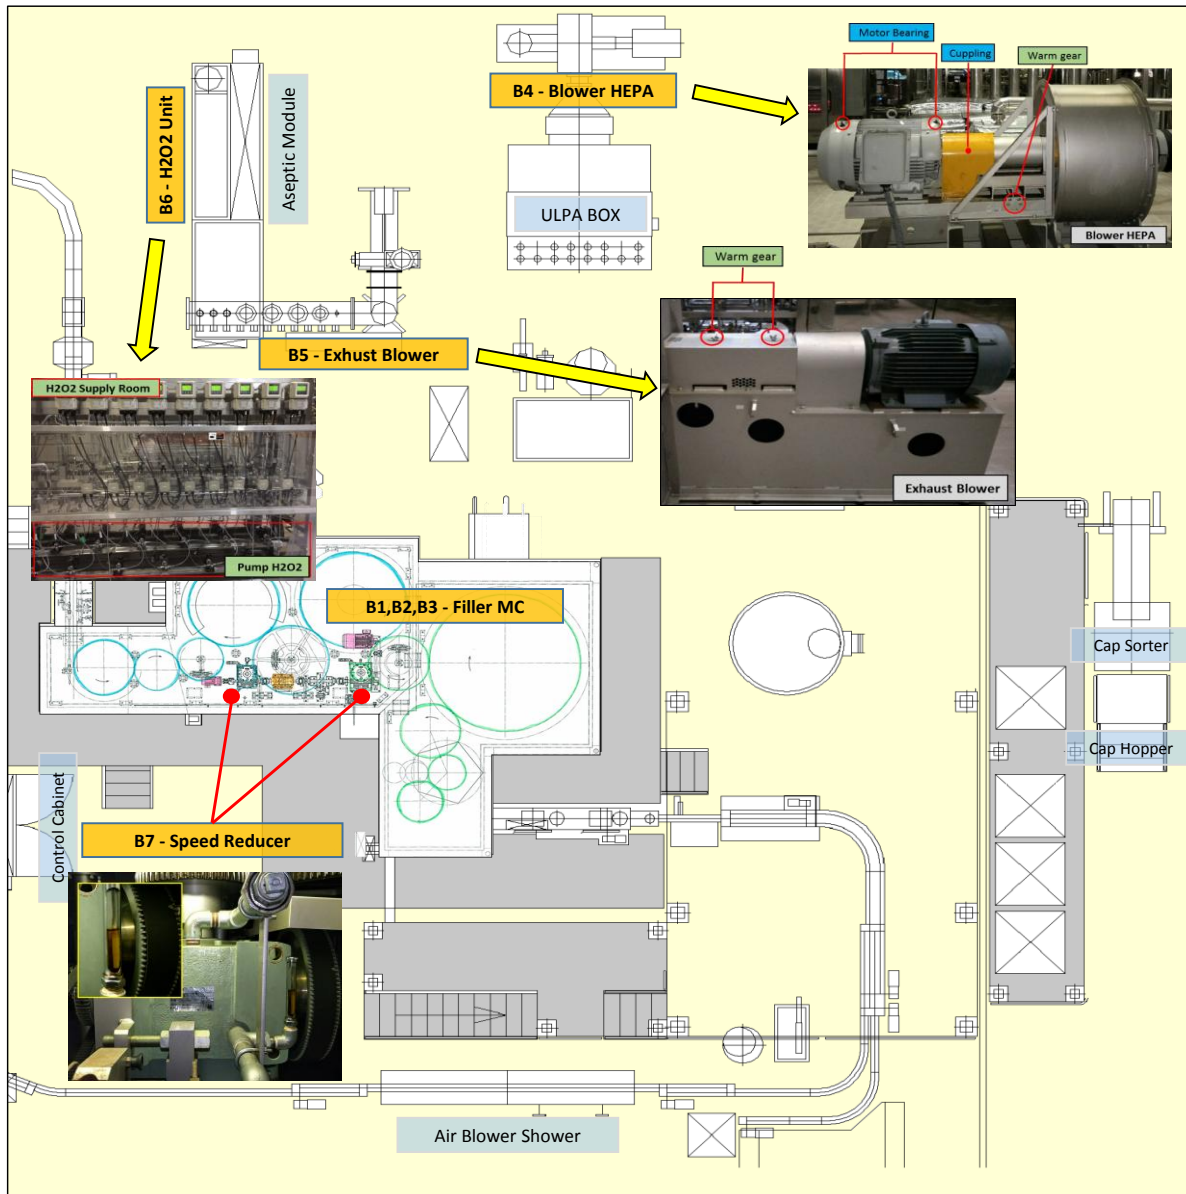 Motor Bearing
Cuppling
Warm gear
B4 - Blower HEPA
Blower HEPA
B6 - H2O2 Unit
Aseptic Module
ULPA BOX
Warm gear
B5 - Exhust Blower
Exhaust Blower
H2O2 Supply Room
Pump H2O2
B1,B2,B3 - Filler MC
Cap Sorter
Cap Hopper
Control Cabinet
B7 - Speed Reducer
Air Blower Shower